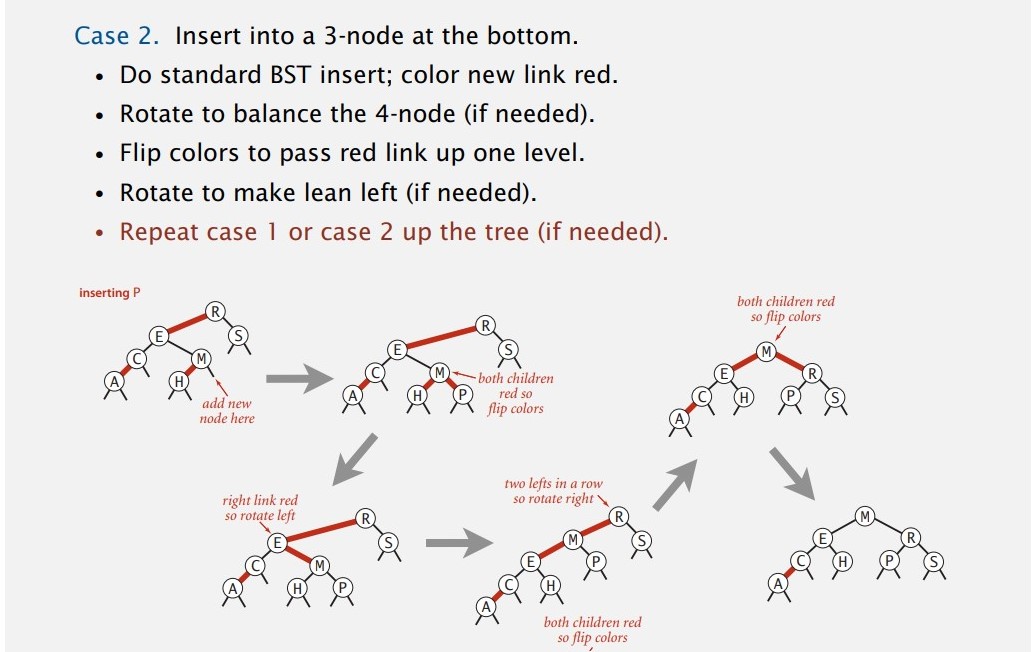 Case 2. Insert into a 3-node at the bottom.
• Do standard BST insert; color new link red.
• Rotate to balance the 4-node (if needed).
• Flip colors to pass red link up one level.
• Rotate to make lean left (if needed).
• Repeat case 1 or case 2 up the tree (if needed).
inserting P
R
E
S
C
M
A
H
add new
node here
R
E
S
C
M
A
H
P
both children
red so
flip colors
both children red
so flip colors
M
E
R
C
H
P
S
A
right link red
so rotate left
R
E
S
C
M
A
H
P
two lefts in a row
so rotate right
R
M
S
E
P
C
H
A
both children red
so flip colors
M
E
R
C
H
P
S
A